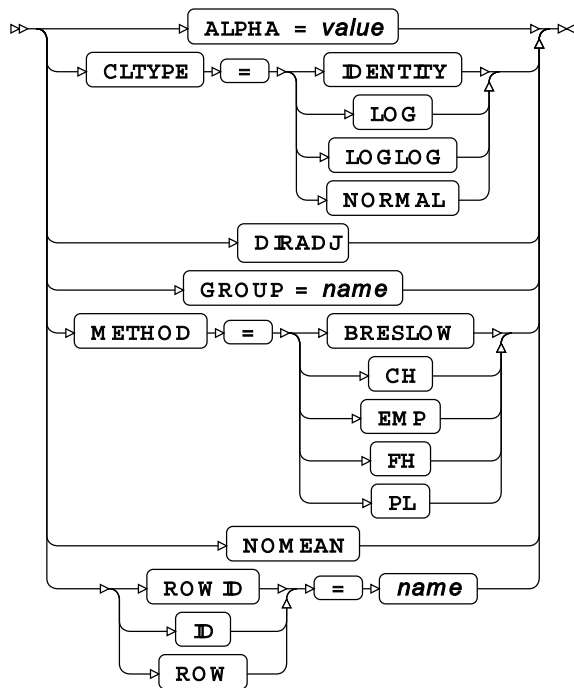 ALPHA = value
CLTYPE = IDENTITY
LOG
LOGLOG
NORMAL
DIRADJ
GROUP = name
METHOD = BRESLOW
CH
EMP
FH
PL
NOMEAN
ROWID = name
ID
ROW